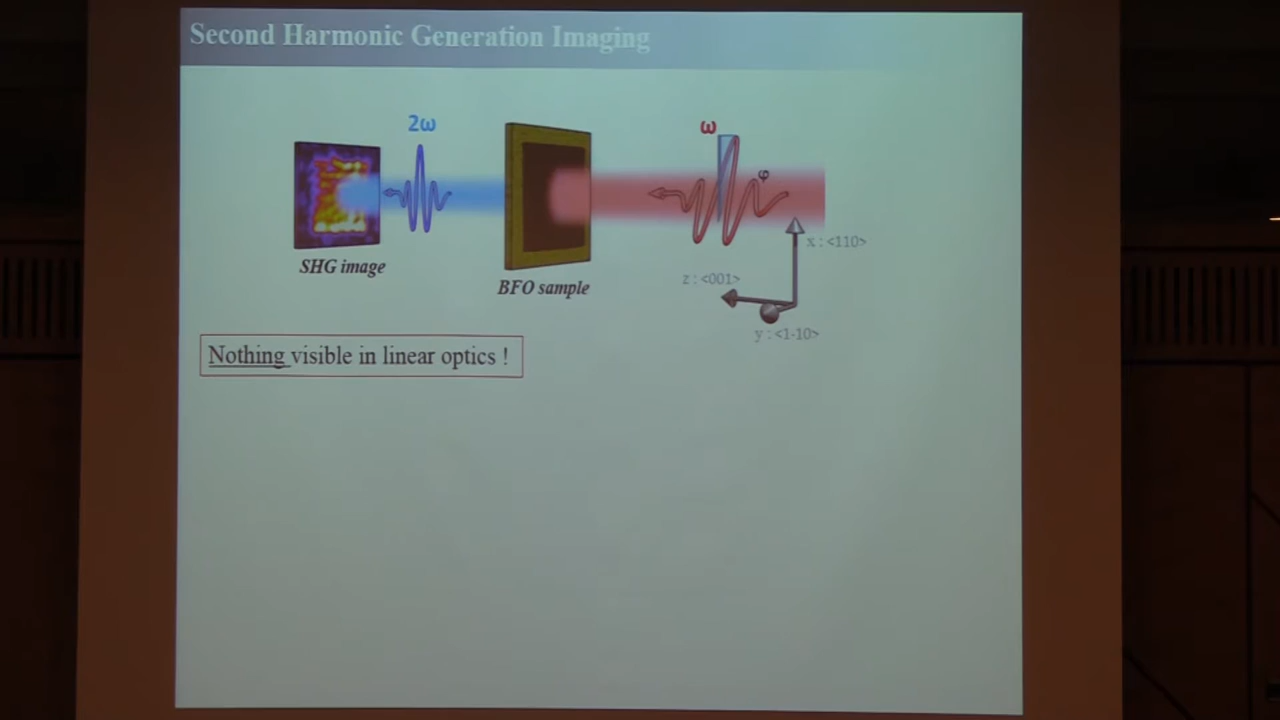 Second Harmonic Generation Imaging
2ω
ω
φ
x : <110>
SHG image
z : <001>
BFO sample
y : <1-10>
Nothing visible in linear optics !